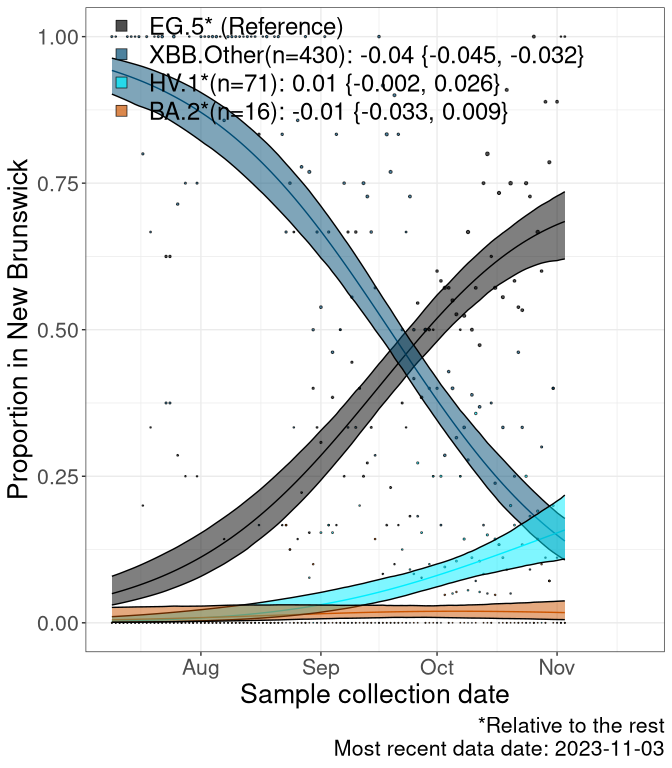 EG.5* (Reference)
XBB.Other(n=430): -0.04 {-0.045, -0.032}
HV.1*(n=71): 0.01 {-0.002, 0.026}
BA.2*(n=16): -0.01 {-0.033, 0.009}
Proportion in New Brunswick
1.00
0.75
0.50
0.25
0.00
Aug Sep Oct Nov
Sample collection date
*Relative to the rest
Most recent data date: 2023-11-03